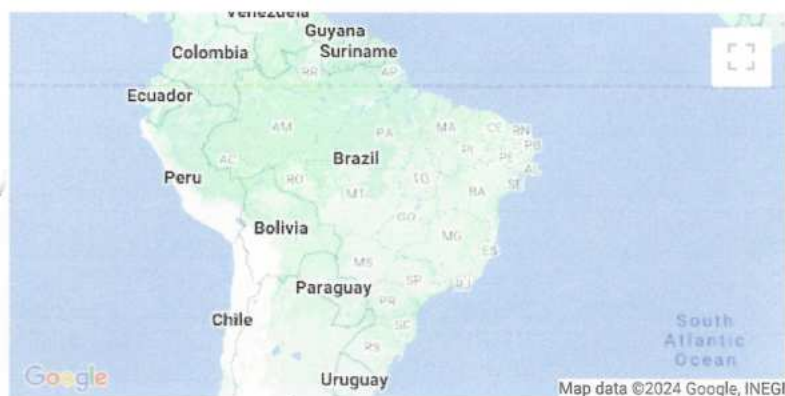 Venezuela
Guyana
Colombia
Suriname
RR
AP
Ecuador
AM
PA
MA
CE
RN
PB
PI
PE
AC
Brazil
AL
Peru
RO
TO
SE
MT
BA
GO
Bolivia
MG
ES
MS
SP
RJ
Paraguay
PR
Chile
SC
South
Atlantic
Ocean
RS
Google
Uruguay
Map data ©2024 Google, INEGI